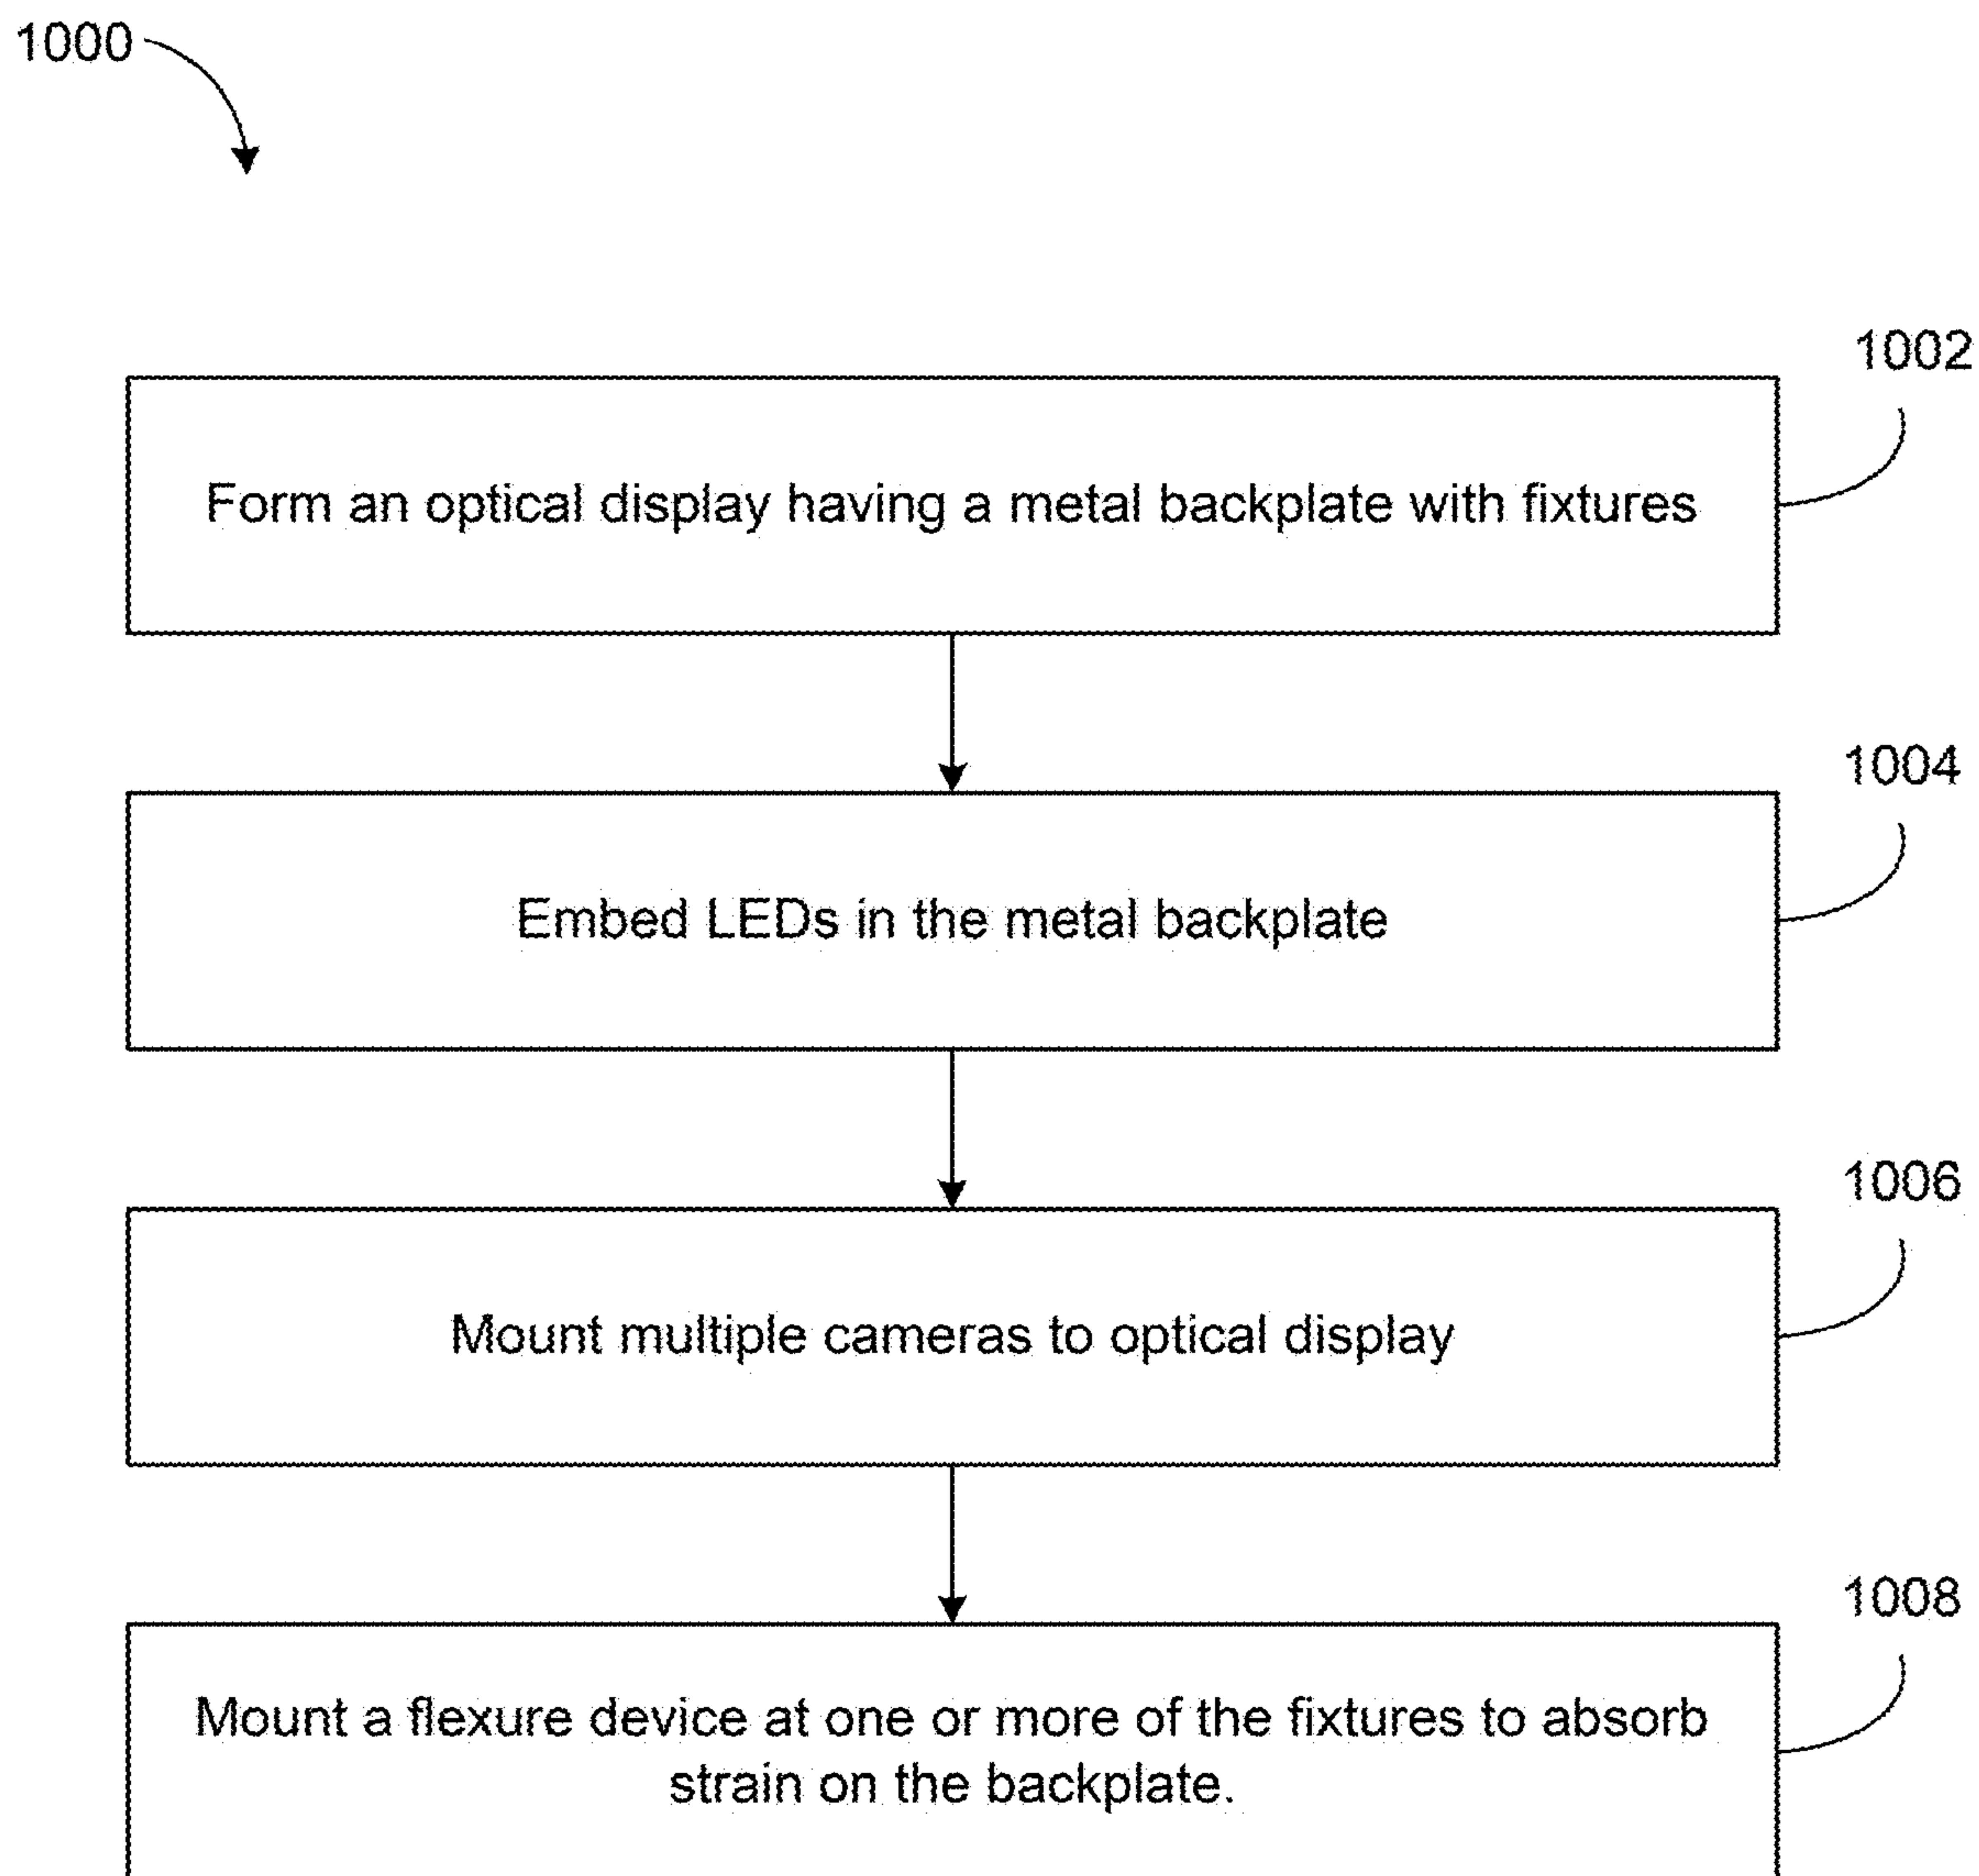 1000
1002
Form an optical display having a metal backplate with fixtures
1004
Embed LEDs in the metal backplate
1006
Mount multiple cameras to optical display
1008
Mount a flexure device at one or more of the fixtures to absorb
strain on the backplate.